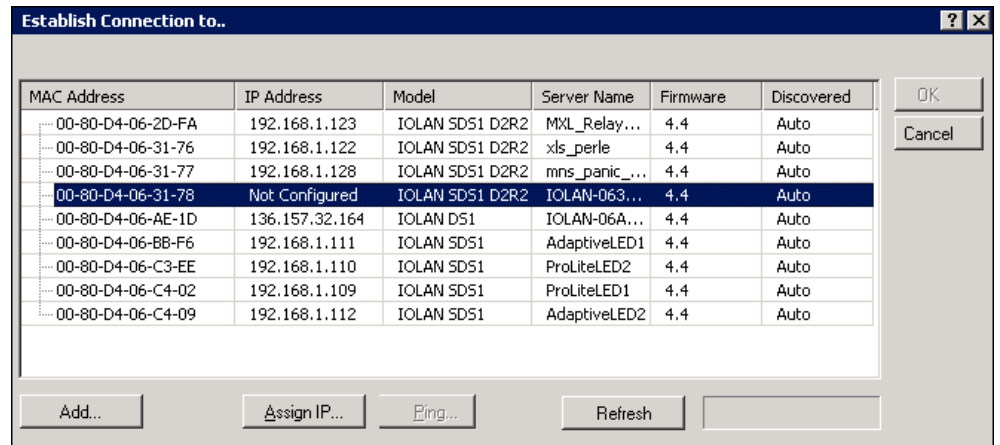 Establish Connection to..
MAC Address IP Address Model Server Name Firmware Discovered
00-80-D4-06-2D-FA 192.168.1.123 IOLAN SDS1 D2R2 MXL_Relay... 4.4 Auto
00-80-D4-06-31-76 192.168.1.122 IOLAN SDS1 D2R2 xls_perle 4.4 Auto
00-80-D4-06-31-77 192.168.1.128 IOLAN SDS1 D2R2 mns_panic_... 4.4 Auto
00-80-D4-06-31-78 Not Configured IOLAN SDS1 D2R2 IOLAN-063... 4.4 Auto
00-80-D4-06-AE-1D 136.157.32.164 IOLAN DS1 IOLAN-06A... 4.4 Auto
00-80-D4-06-BB-F6 192.168.1.111 IOLAN SDS1 AdaptiveLED1 4.4 Auto
00-80-D4-06-C3-EE 192.168.1.110 IOLAN SDS1 ProLiteLED2 4.4 Auto
00-80-D4-06-C4-02 192.168.1.109 IOLAN SDS1 ProLiteLED1 4.4 Auto
00-80-D4-06-C4-09 192.168.1.112 IOLAN SDS1 AdaptiveLED2 4.4 Auto
OK
Cancel
Add... Assign IP... Ping... Refresh